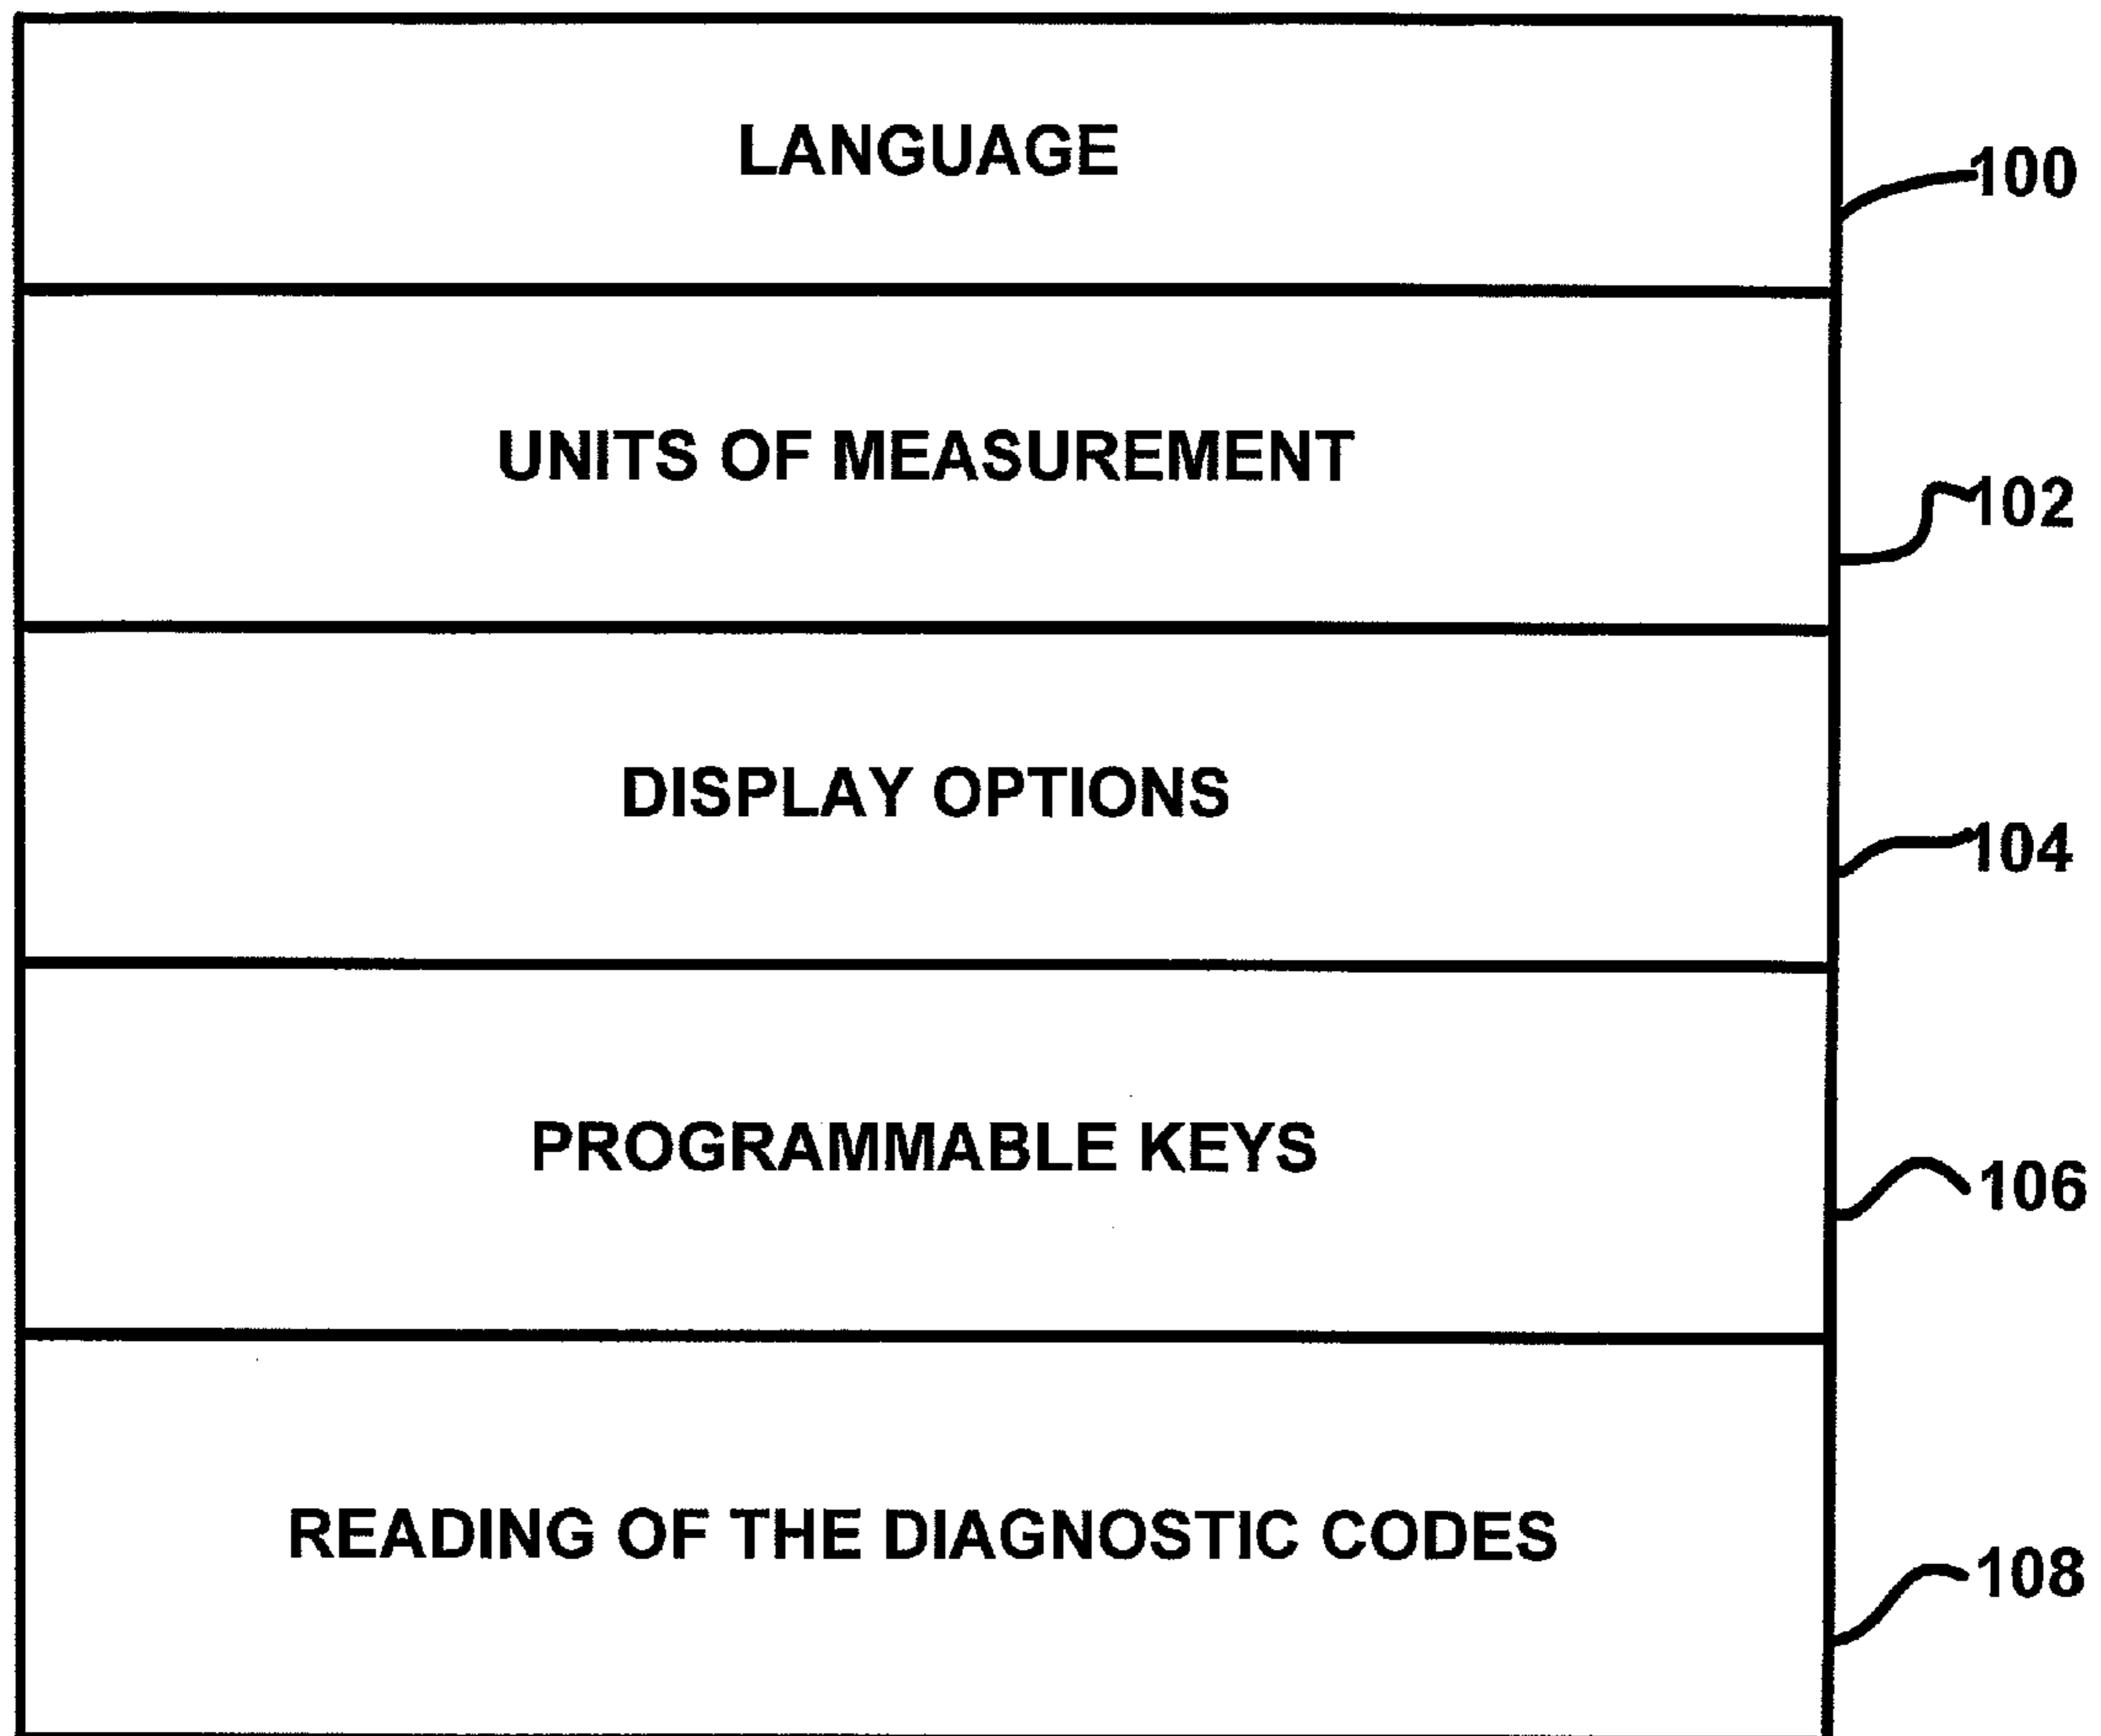 LANGUAGE
100
UNITS OF MEASUREMENT
102
DISPLAY OPTIONS
104
PROGRAMMABLE KEYS
106
READING OF THE DIAGNOSTIC CODES
108